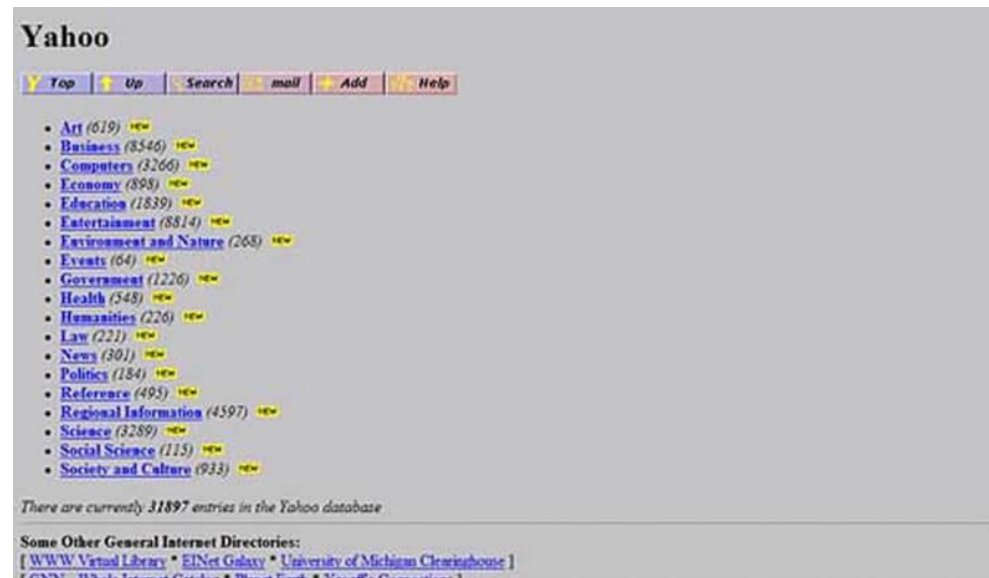 Yahoo
Top Up Search mail Add Help
Art (619) NEW
Business (8546) NEW
Computers (3266) NEW
Economy (898) NEW
Education (1839) NEW
Entertainment (8814) NEW
Environment and Nature (268) NEW
Events (64) NEW
Government (1226) NEW
Health (548) NEW
Humanities (226) NEW
Law (221) NEW
News (301) NEW
Politics (184) NEW
Reference (495) NEW
Regional Information (4597) NEW
Science (3289) NEW
Social Science (115) NEW
Society and Culture (933) NEW
There are currently 31897 entries in the Yahoo database
Some Other General Internet Directories:
[ WWW Virtual Library * EINet Galaxy * University of Michigan Clearinghouse ]